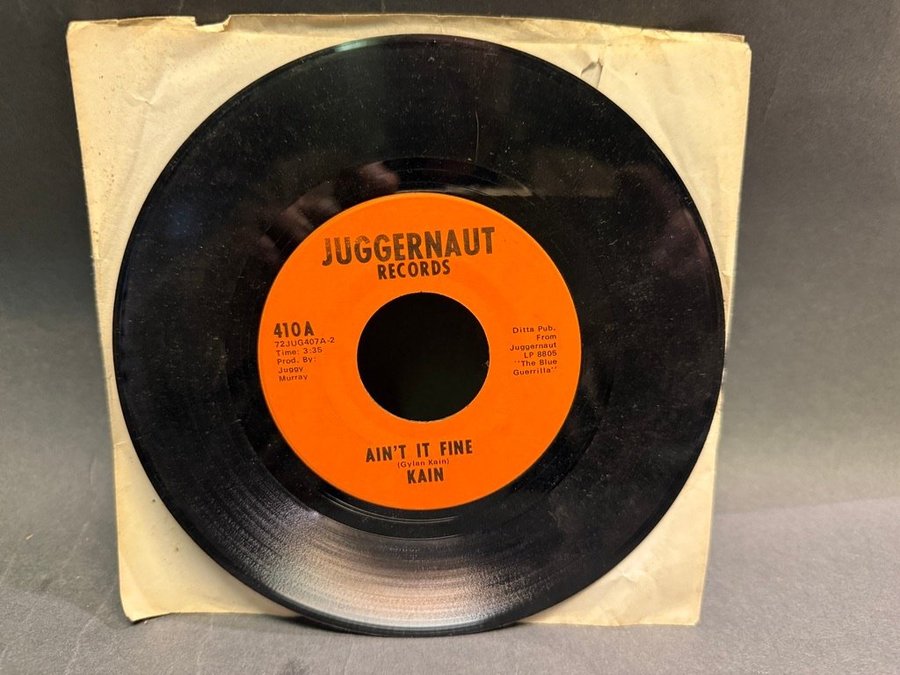 JUGGERNAUT
RECORDS
410A
72JUG407A-2
Time: 3:35
Prod. By:
Juggy
Murray
Ditta Pub.
From
Juggernaut
LP 8805
"The Blue
Guerrilla"
AIN'T IT FINE
(Gylan Kain)
KAIN